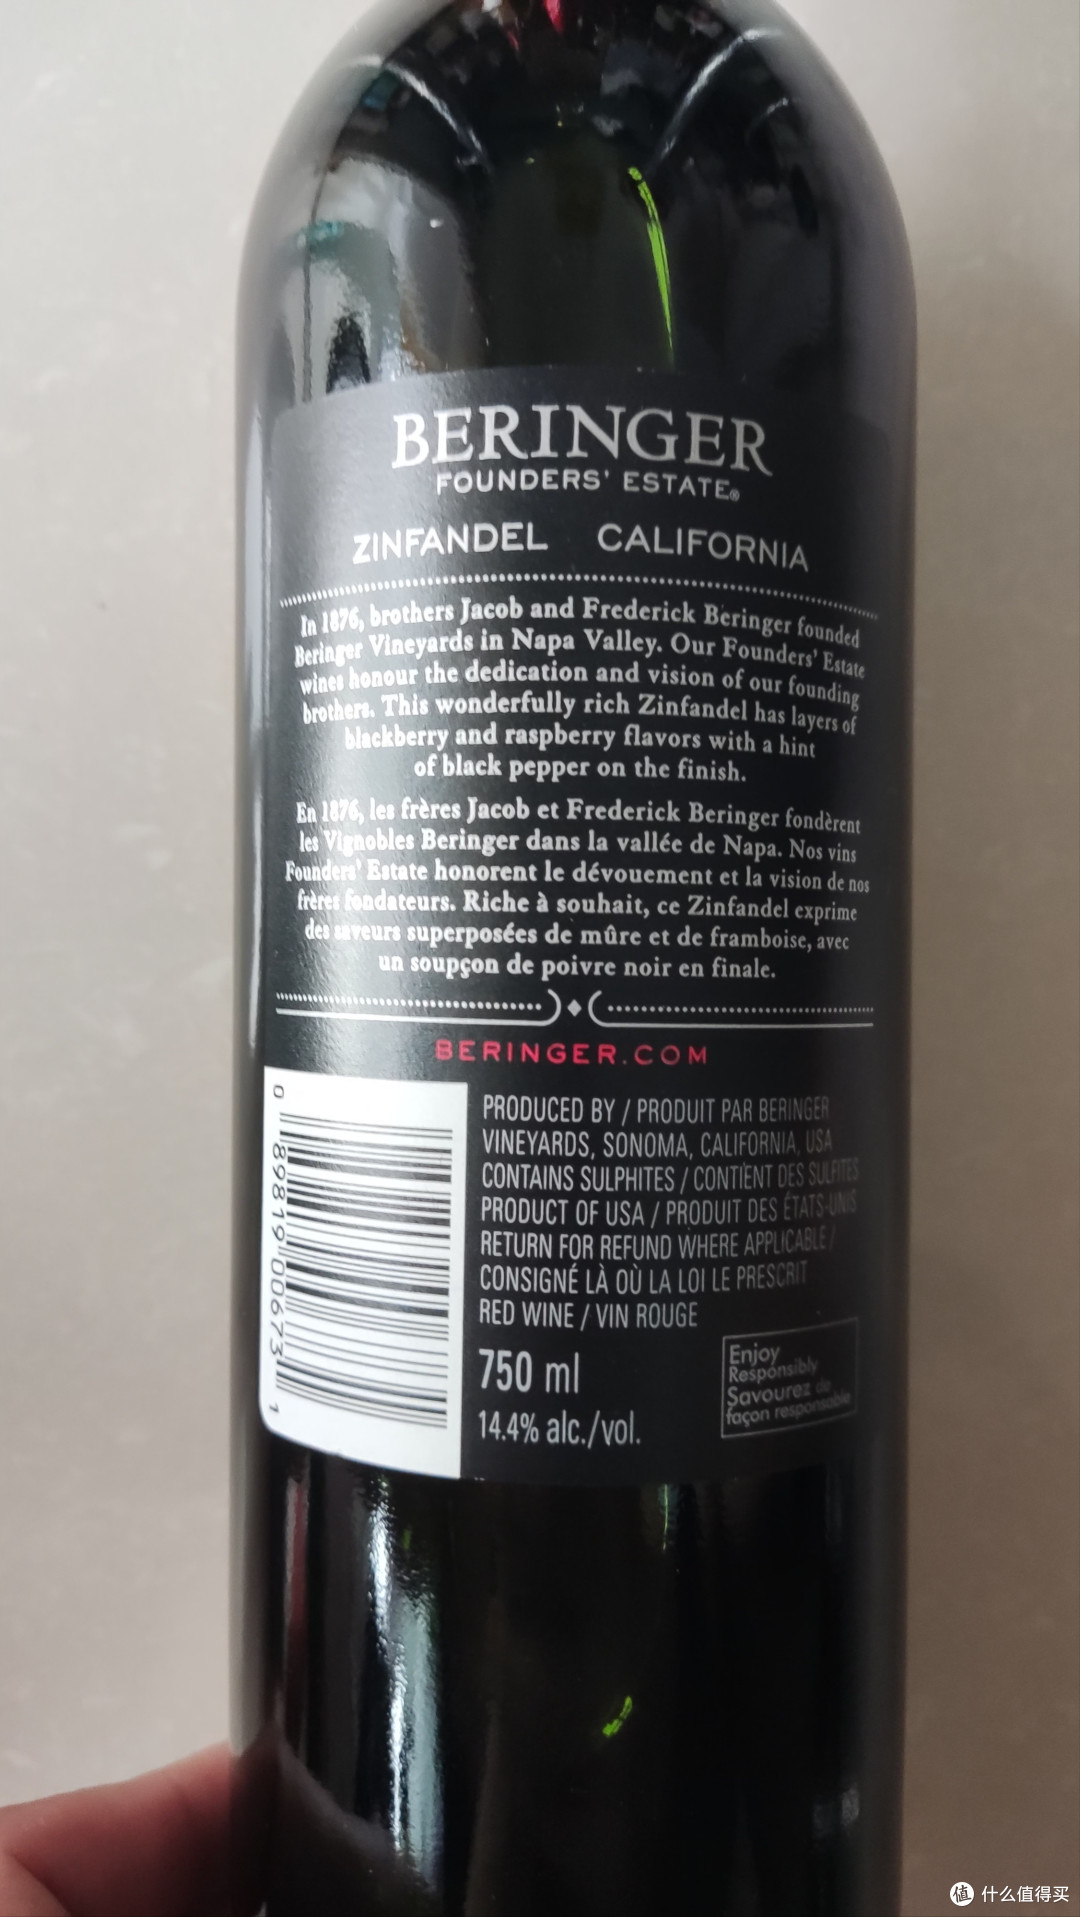 BERINGER
FOUNDERS' ESTATE®
ZINFANDEL CALIFORNIA
In 1876, brothers Jacob and Frederick Beringer founded
Beringer Vineyards in Napa Valley. Our Founders' Estate
wines honour the dedication and vision of our founding
brothers. This wonderfully rich Zinfandel has layers of
blackberry and raspberry flavors with a hint
of black pepper on the finish.
En 1876, les frères Jacob et Frederick Beringer fondèrent
les Vignobles Beringer dans la vallée de Napa. Nos vins
Founders' Estate honorent le dévouement et la vision de nos
frères fondateurs. Riche à souhait, ce Zinfandel exprime
des saveurs superposées de mûre et de framboise, avec
un soupçon de poivre noir en finale.
BERINGER.COM
PRODUCED BY / PRODUIT PAR BERINGER
VINEYARDS, SONOMA, CALIFORNIA, USA
CONTAINS SULPHITES / CONTIENT DES SULFITES
PRODUCT OF USA / PRODUIT DES ÉTATS-UNIS
RETURN FOR REFUND WHERE APPLICABLE /
CONSIGNÉ LÀ OÙ LA LOI LE PRESCRIT
RED WINE / VIN ROUGE
750 ml
14.4% alc./vol.
Enjoy
Responsibly
Savourez de
façon responsable
0 89819 00673 1
值 什么值得买